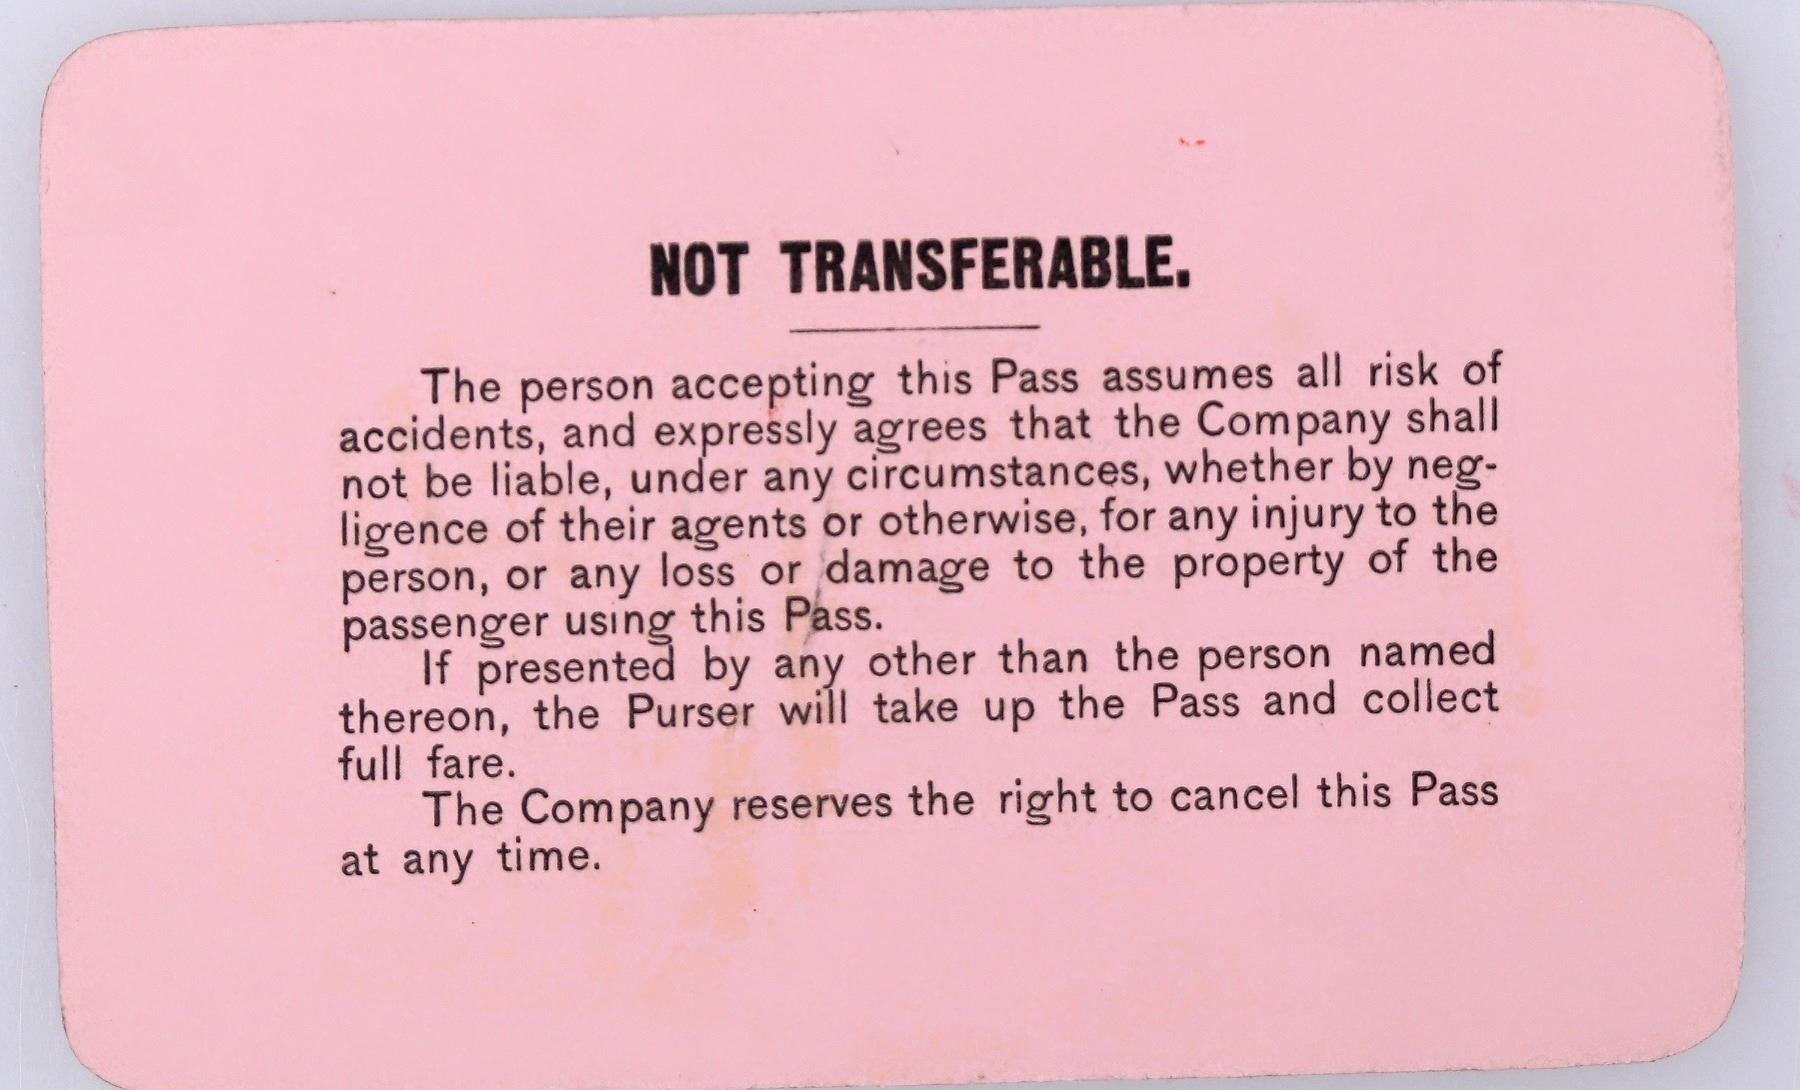 NOT TRANSFERABLE.
The person accepting this Pass assumes all risk of
accidents, and expressly agrees that the Company shall
not be liable, under any circumstances, whether by neg-
ligence of their agents or otherwise, for any injury to the
person, or any loss or damage to the property of the
passenger using this Pass.
If presented by any other than the person named
thereon, the Purser will take up the Pass and collect
full fare.
The Company reserves the right to cancel this Pass
at any time.